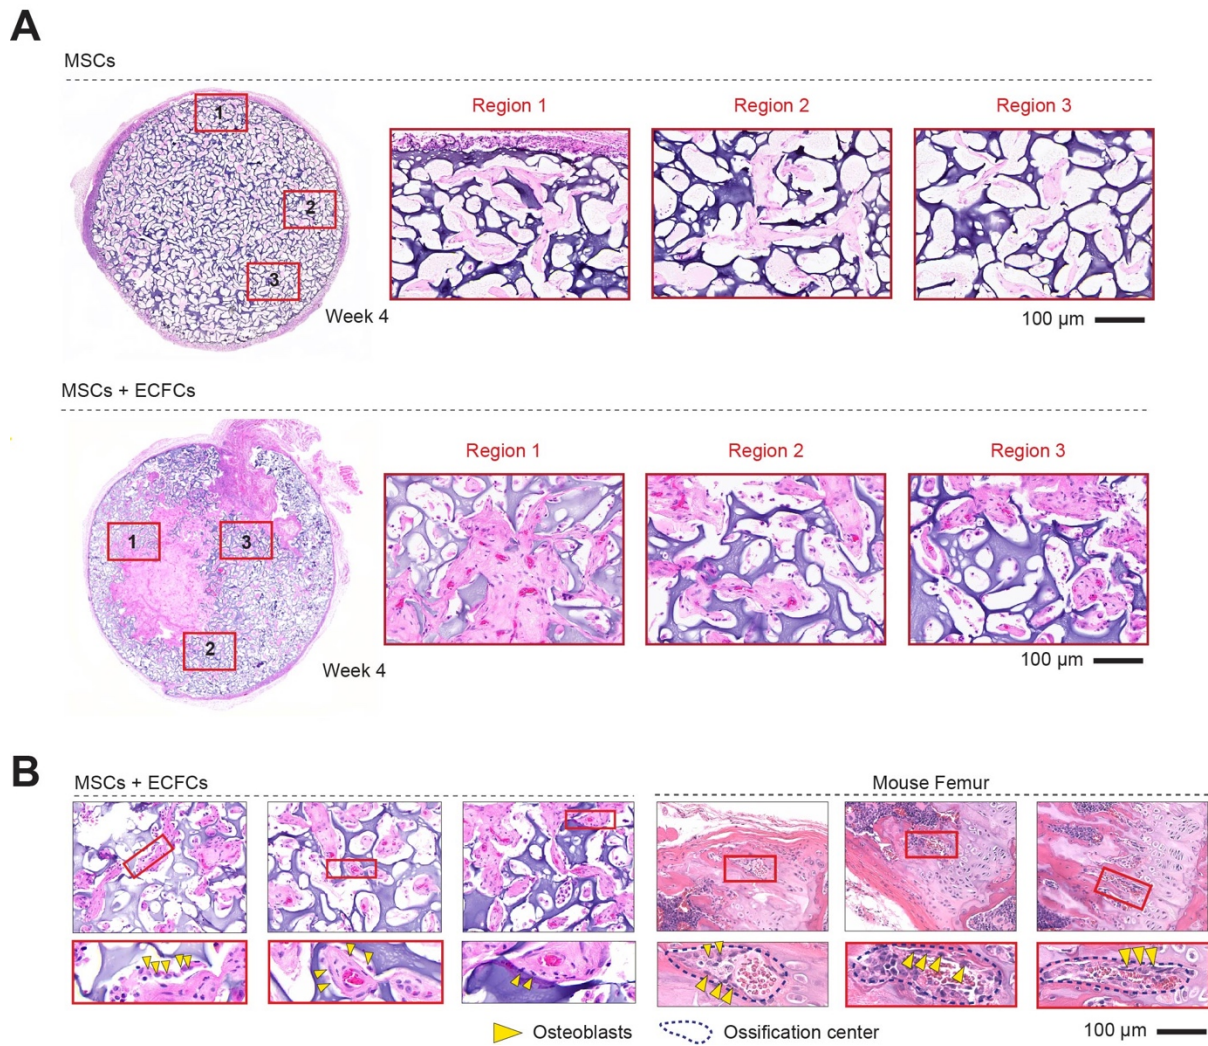 A
MSCs
Region 1 Region 2 Region 3
1
2
3
Week 4
100 µm
MSCs + ECFCs
Region 1 Region 2 Region 3
1 3
2
Week 4
100 µm
B
MSCs + ECFCs Mouse Femur
Osteoblasts Ossification center 100 µm